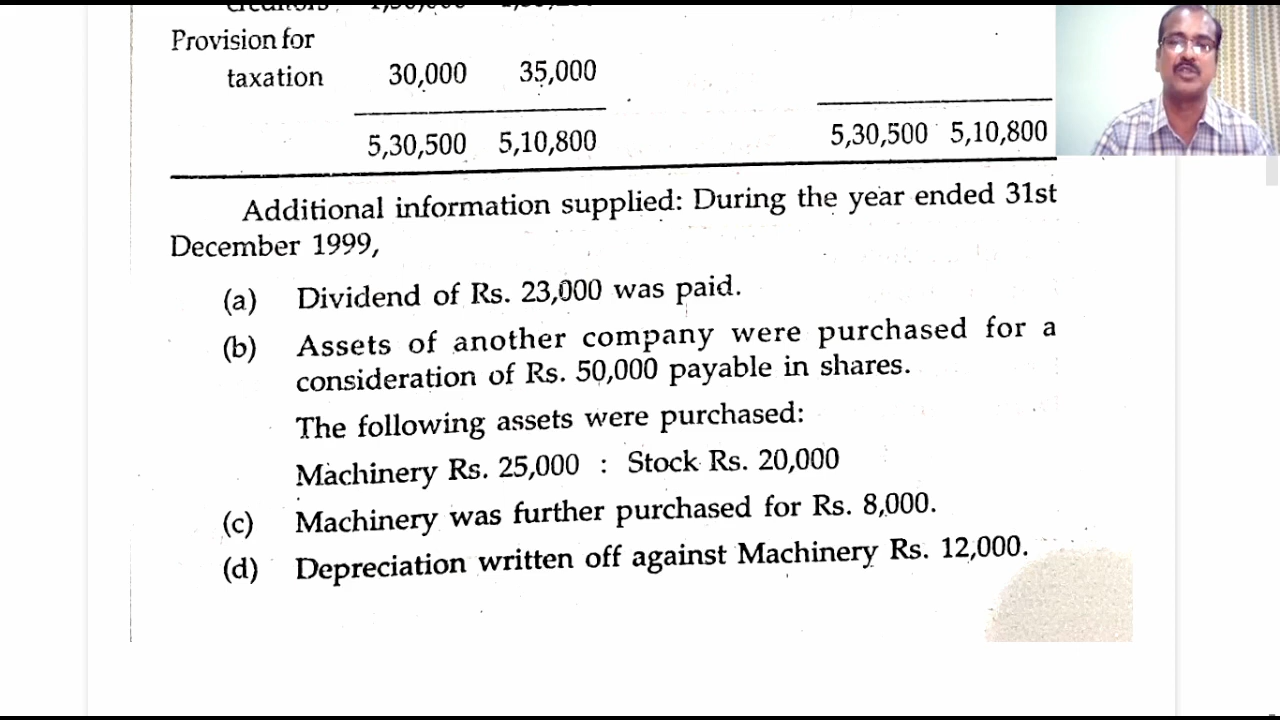 Provision for
taxation 30,000 35,000
5,30,500 5,10,800 5,30,500 5,10,800
Additional information supplied: During the year ended 31st
December 1999,
(a) Dividend of Rs. 23,000 was paid.
(b) Assets of another company were purchased for a
consideration of Rs. 50,000 payable in shares.
The following assets were purchased:
Machinery Rs. 25,000 : Stock Rs. 20,000
(c) Machinery was further purchased for Rs. 8,000.
(d) Depreciation written off against Machinery Rs. 12,000.